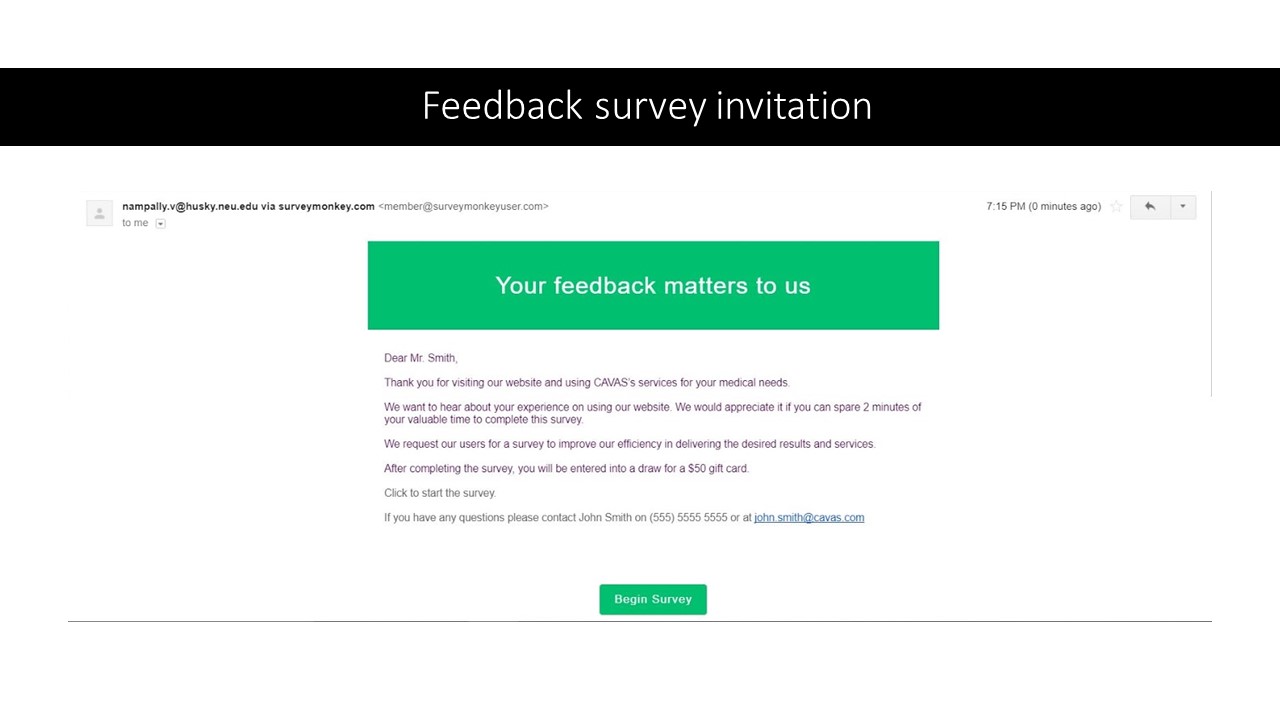 Feedback survey invitation
nampally.v@husky.neu.edu via surveymonkey.com <member@surveymonkeyuser.com>
7:15 PM (0 minutes ago)
to me
Your feedback matters to us
Dear Mr. Smith,
Thank you for visiting our website and using CAVAS's services for your medical needs.
We want to hear about your experience on using our website. We would appreciate it if you can spare 2 minutes of
your valuable time to complete this survey.
We request our users for a survey to improve our efficiency in delivering the desired results and services.
After completing the survey, you will be entered into a draw for a $50 gift card.
Click to start the survey.
If you have any questions please contact John Smith on (555) 5555 5555 or at john.smith@cavas.com
Begin Survey